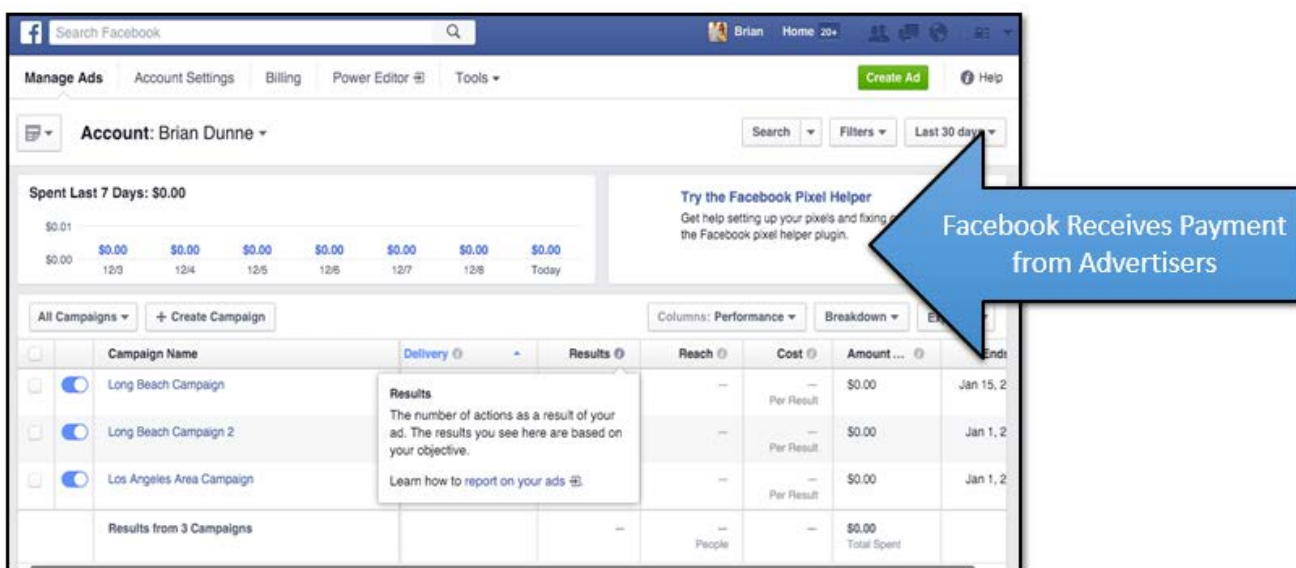 f Search Facebook Brian Home 20+
Manage Ads Account Settings Billing Power Editor Tools Create Ad Help
Account: Brian Dunne Search Filters Last 30 days
Spent Last 7 Days: $0.00
$0.01
$0.00 $0.00 $0.00 $0.00 $0.00 $0.00 $0.00 $0.00
12/3 12/4 12/5 12/6 12/7 12/8 Today
Try the Facebook Pixel Helper
Get help setting up your pixels and fixing
the Facebook pixel helper plugin.
Facebook Receives Payment
from Advertisers
All Campaigns + Create Campaign Columns: Performance Breakdown
Campaign Name Delivery Results Reach Cost Amount ... Ends
Long Beach Campaign — — $0.00 Jan 15, 2
Per Result
Long Beach Campaign 2 — — $0.00 Jan 1, 2
Per Result
Los Angeles Area Campaign — — $0.00 Jan 1, 2
Per Result
Results from 3 Campaigns — — — $0.00
People Total Spent
Results
The number of actions as a result of your
ad. The results you see here are based on
your objective.
Learn how to report on your ads